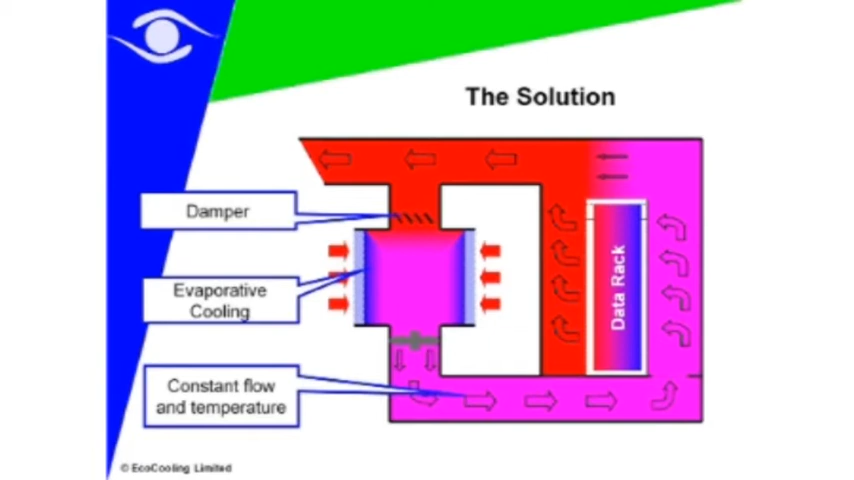 The Solution
Damper
Evaporative
Cooling
Data Rack
Constant flow
and temperature
© EcoCooling Limited